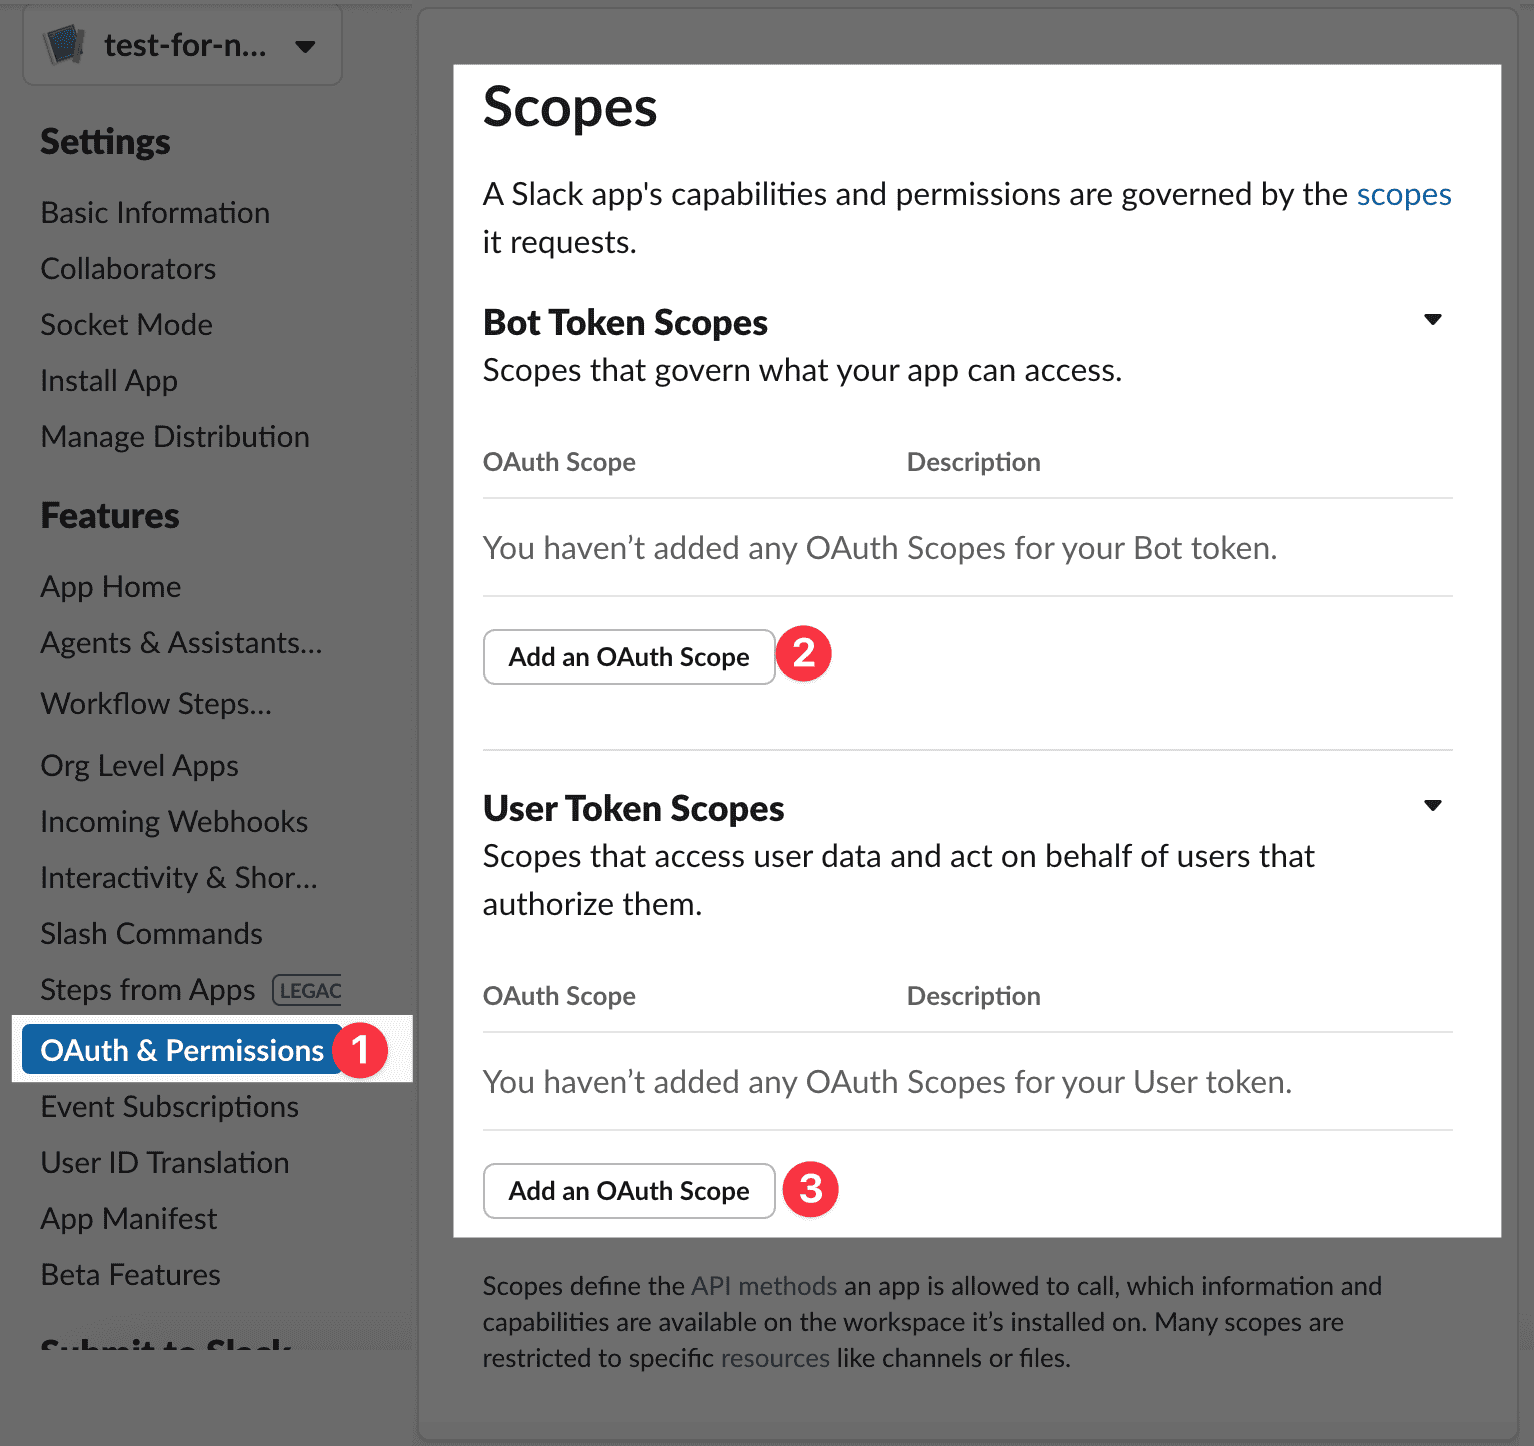 test-for-n...
Settings
Basic Information
Collaborators
Socket Mode
Install App
Manage Distribution
Features
App Home
Agents & Assistants...
Workflow Steps...
Org Level Apps
Incoming Webhooks
Interactivity & Shor...
Slash Commands
Steps from Apps LEGAC
OAuth & Permissions 1
Event Subscriptions
User ID Translation
App Manifest
Beta Features
Submit to Slack
Scopes
A Slack app's capabilities and permissions are governed by the scopes
it requests.
Bot Token Scopes
Scopes that govern what your app can access.
OAuth Scope Description
You haven’t added any OAuth Scopes for your Bot token.
Add an OAuth Scope 2
User Token Scopes
Scopes that access user data and act on behalf of users that
authorize them.
OAuth Scope Description
You haven’t added any OAuth Scopes for your User token.
Add an OAuth Scope 3
Scopes define the API methods an app is allowed to call, which information and
capabilities are available on the workspace it’s installed on. Many scopes are
restricted to specific resources like channels or files.